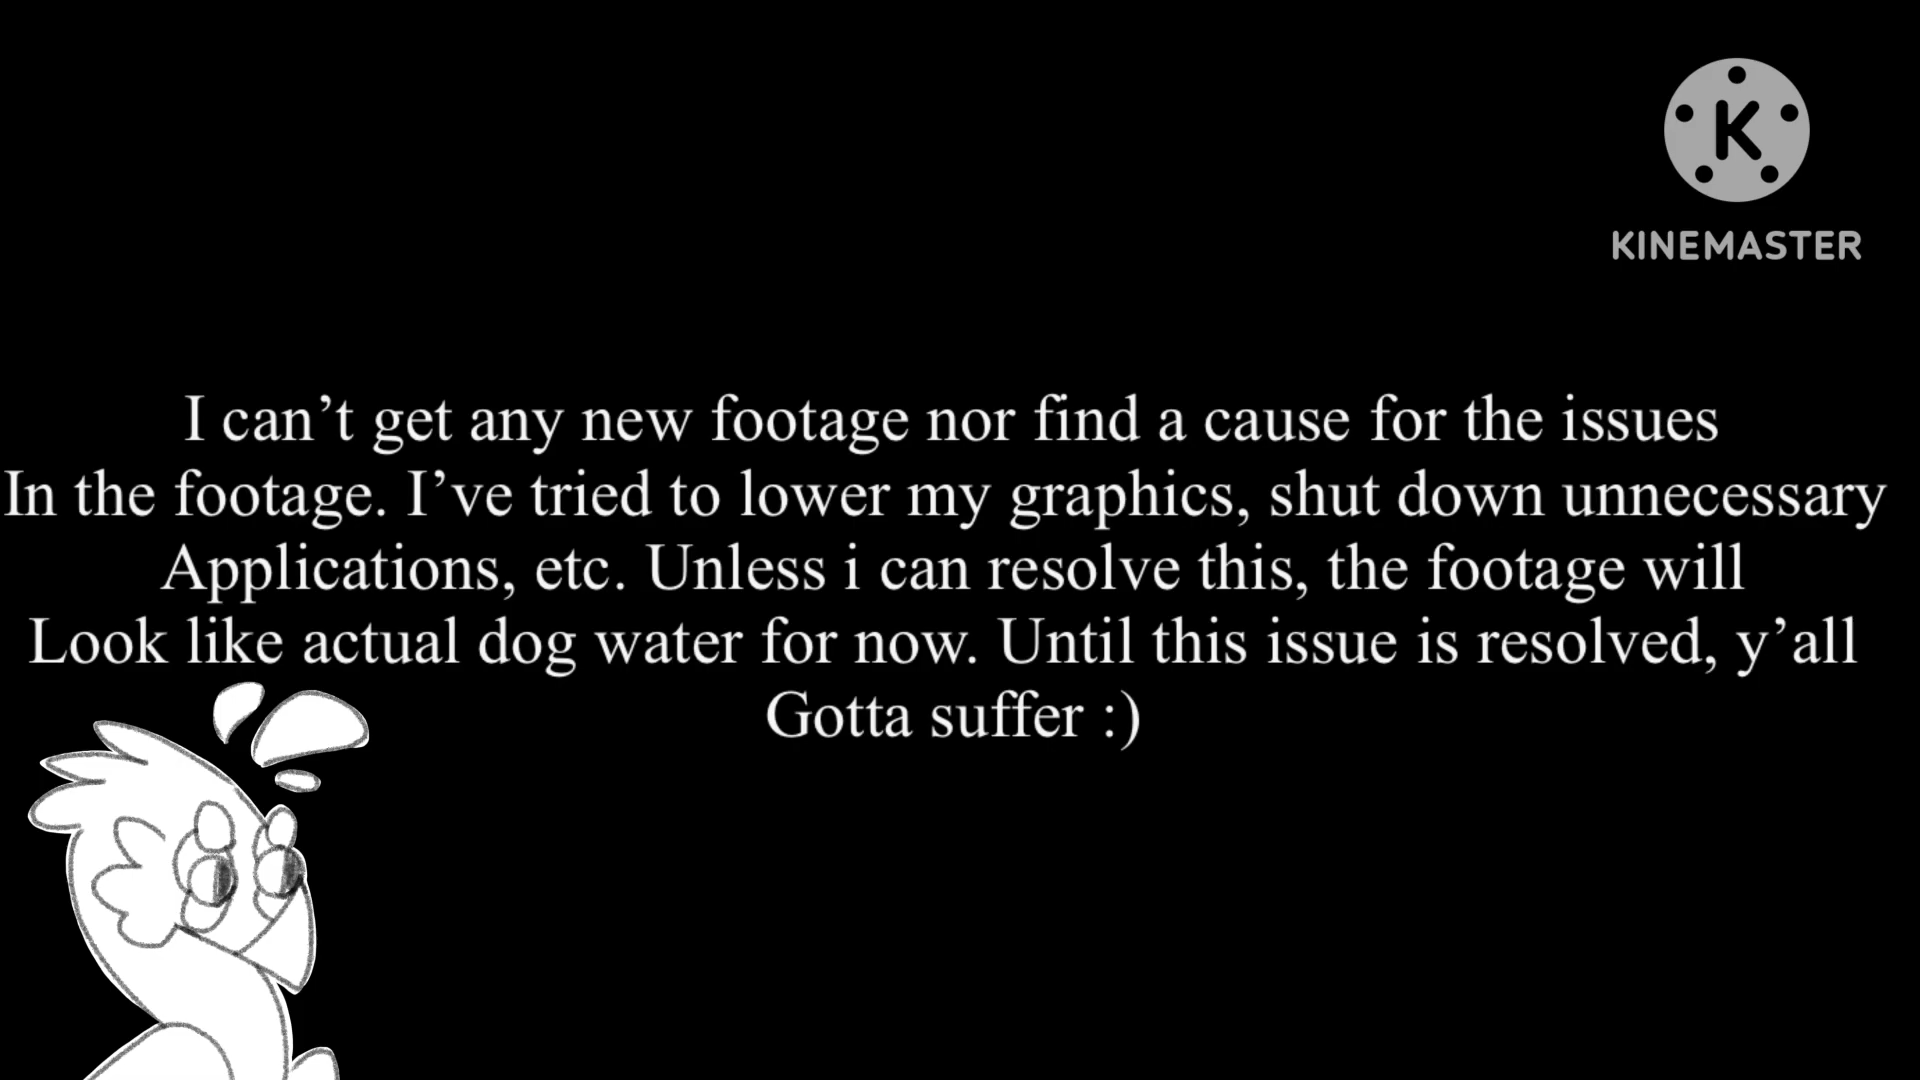 K
KINEMASTER
I can’t get any new footage nor find a cause for the issues
In the footage. I’ve tried to lower my graphics, shut down unnecessary
Applications, etc. Unless i can resolve this, the footage will
Look like actual dog water for now. Until this issue is resolved, y’all
Gotta suffer :)